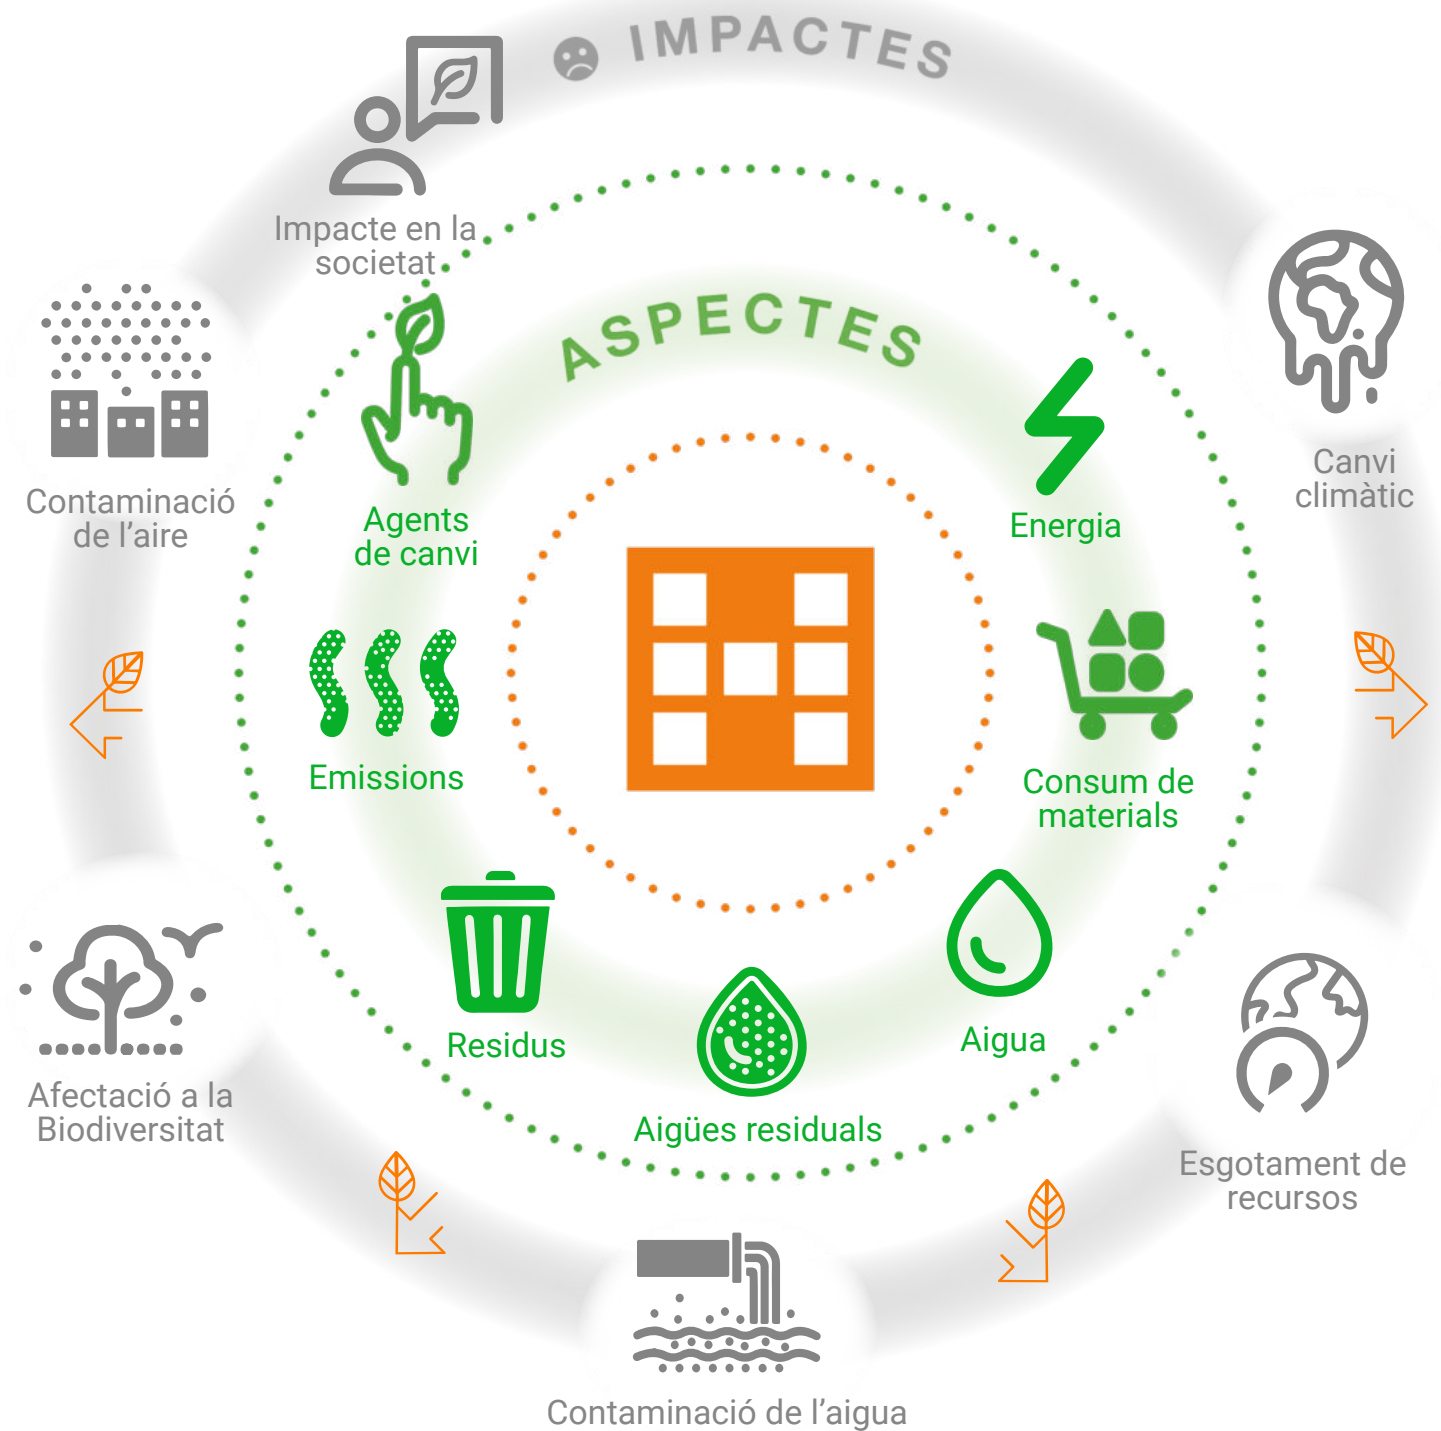 IMPACTES
Impacte en la
societat
ASPECTES
Canvi
climàtic
Contaminació
de l’aire
Agents
de canvi
Energia
Emissions
Consum de
materials
Residus
Aigua
Aigües residuals
Afectació a la
Biodiversitat
Esgotament de
recursos
Contaminació de l’aigua